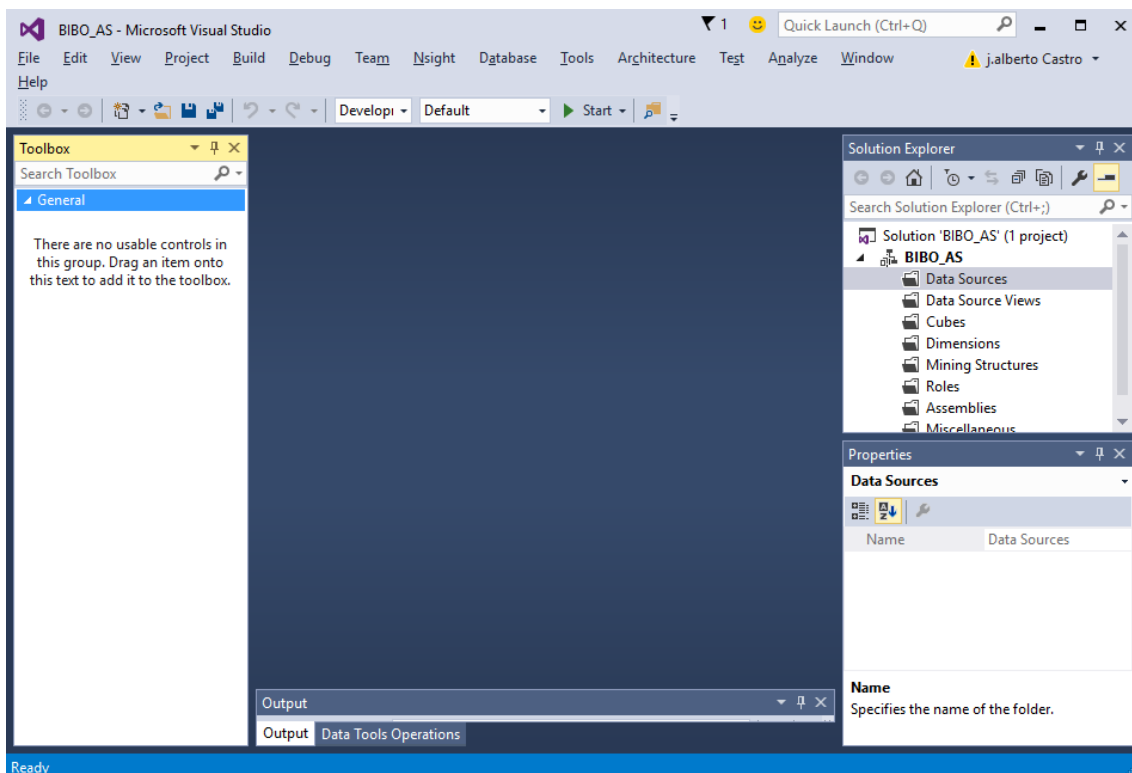 BIBO_AS - Microsoft Visual Studio
1
Quick Launch (Ctrl+Q)
File Edit View Project Build Debug Team Nsight Database Tools Architecture Test Analyze Window
j.alberto Castro
Help
Develop Default Start
Toolbox
Search Toolbox
General
There are no usable controls in
this group. Drag an item onto
this text to add it to the toolbox.
Solution Explorer
Search Solution Explorer (Ctrl+;)
Solution 'BIBO_AS' (1 project)
BIBO_AS
Data Sources
Data Source Views
Cubes
Dimensions
Mining Structures
Roles
Assemblies
Miscellaneous
Properties
Data Sources
Name Data Sources
Name
Specifies the name of the folder.
Output
Output Data Tools Operations
Ready